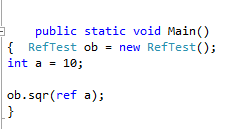 public static void Main()
{  RefTest ob = new RefTest();
int a = 10;
ob.sqr(ref a);
}